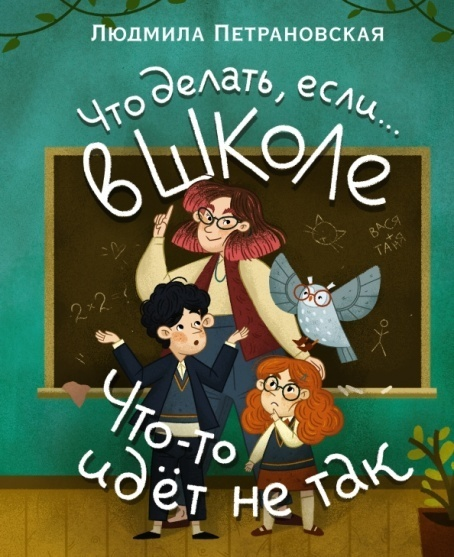 Людмила Петрановская
Что делать, если...
в школе
ВАСЯ
+
ТАНЯ
2×2=
Что-то
идёт не так